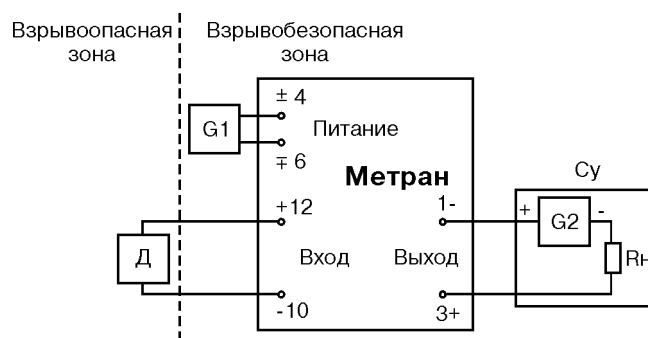 Взрывоопасная
зона
Взрывобезопасная
зона
± 4
G1
Питание
∓ 6
Метран
Су
+12
1-
+
G2
-
Д
Вход
Выход
Rн
-10
3+